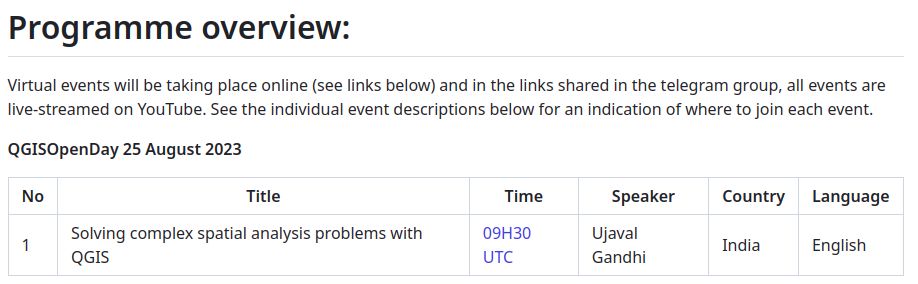 Programme overview:
Virtual events will be taking place online (see links below) and in the links shared in the telegram group, all events are
live-streamed on YouTube. See the individual event descriptions below for an indication of where to join each event.
QGISOpenDay 25 August 2023
No Title Time Speaker Country Language
1 Solving complex spatial analysis problems with QGIS 09H30 UTC Ujaval Gandhi India English